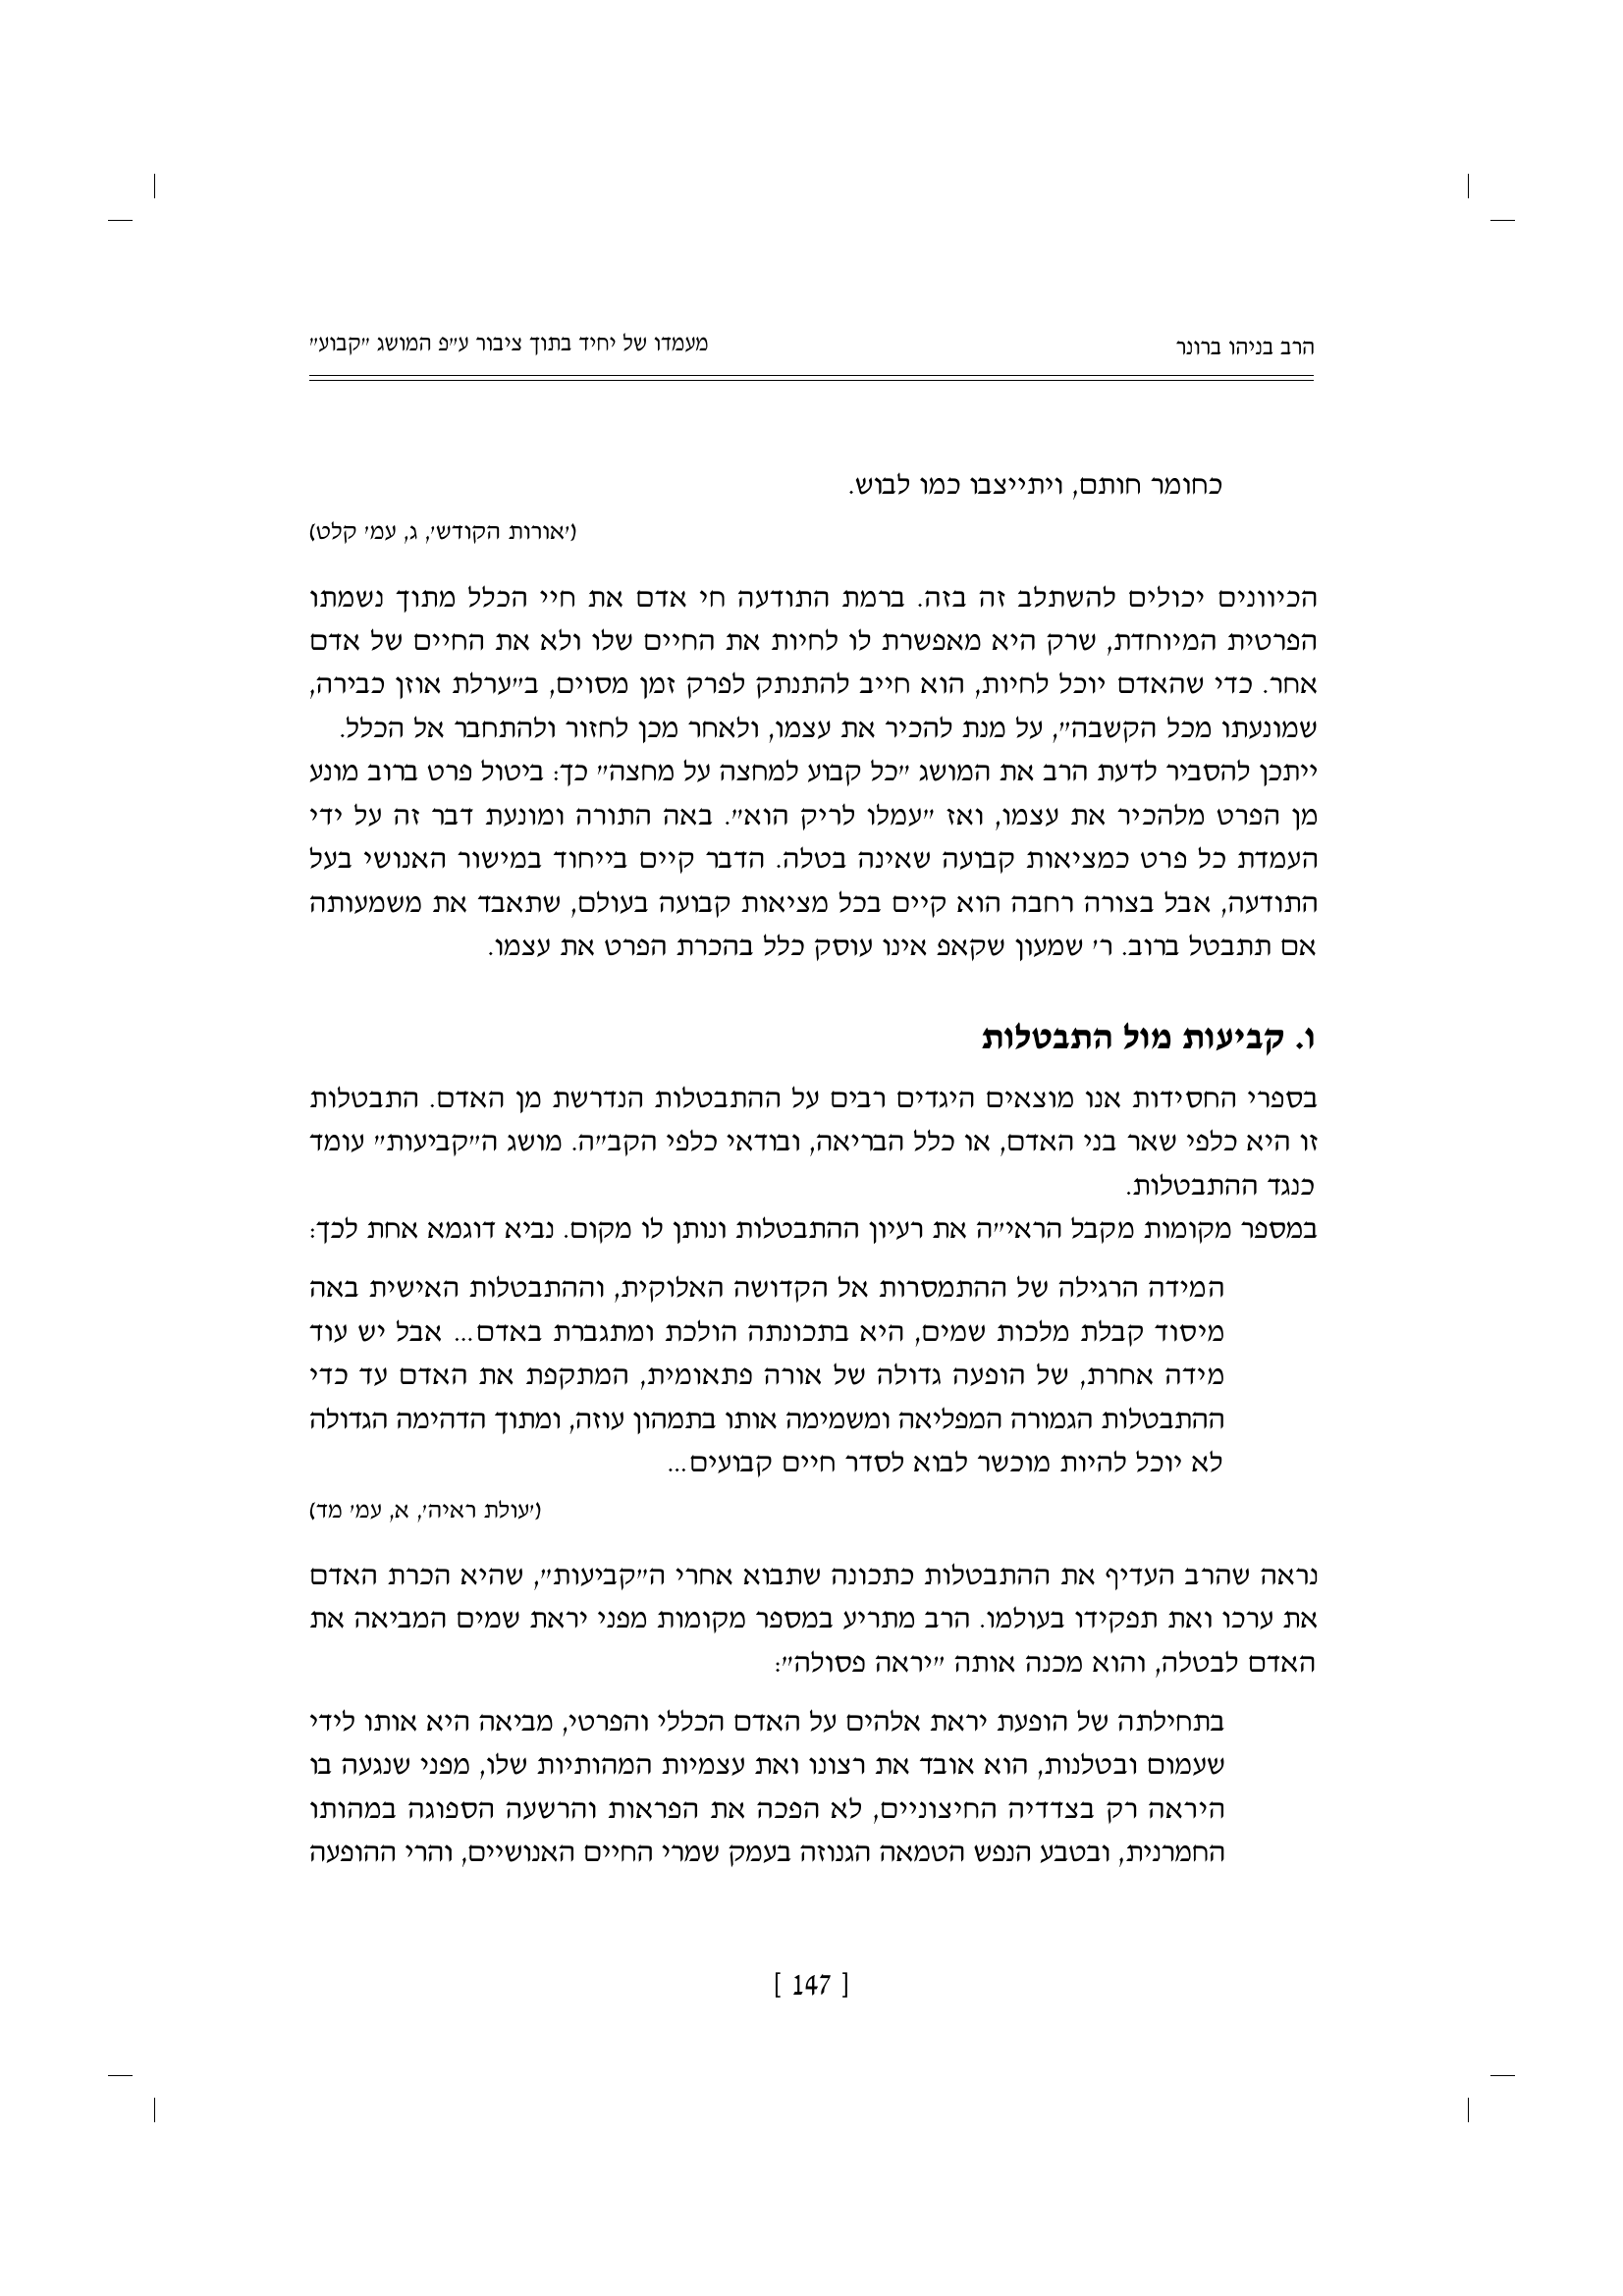 הרב בניהו ברונר
מעמדו של יחיד בתוך ציבור ע"פ המושג "קבוע"
כחומר חותם, ויתייצבו כמו לבוש.
('אורות הקודש', ג, עמ' קלט)
הכיוונים יכולים להשתלב זה בזה. ברמת התודעה חי אדם את חיי הכלל מתוך נשמתו
הפרטית המיוחדת, שרק היא מאפשרת לו לחיות את החיים שלו ולא את החיים של אדם
אחר. כדי שהאדם יוכל לחיות, הוא חייב להתנתק לפרק זמן מסוים, ב"ערלת אוזן כבירה,
שמונעתו מכל הקשבה", על מנת להכיר את עצמו, ולאחר מכן לחזור ולהתחבר אל הכלל.
ייתכן להסביר לדעת הרב את המושג "כל קבוע למחצה על מחצה" כך: ביטול פרט ברוב מונע
מן הפרט מלהכיר את עצמו, ואז "עמלו לריק הוא". באה התורה ומונעת דבר זה על ידי
העמדת כל פרט כמציאות קבועה שאינה בטלה. הדבר קיים בייחוד במישור האנושי בעל
התודעה, אבל בצורה רחבה הוא קיים בכל מציאות קבועה בעולם, שתאבד את משמעותה
אם תתבטל ברוב. ר' שמעון שקאפ אינו עוסק כלל בהכרת הפרט את עצמו.
ו. קביעות מול התבטלות
בספרי החסידות אנו מוצאים היגדים רבים על ההתבטלות הנדרשת מן האדם. התבטלות
זו היא כלפי שאר בני האדם, או כלל הבריאה, ובודאי כלפי הקב"ה. מושג ה"קביעות" עומד
כנגד ההתבטלות.
במספר מקומות מקבל הראי"ה את רעיון ההתבטלות ונותן לו מקום. נביא דוגמא אחת לכך:
המידה הרגילה של ההתמסרות אל הקדושה האלוקית, וההתבטלות האישית באה
מיסוד קבלת מלכות שמים, היא בתכונתה הולכת ומתגברת באדם... אבל יש עוד
מידה אחרת, של הופעה גדולה של אורה פתאומית, המתקפת את האדם עד כדי
ההתבטלות הגמורה המפליאה ומשמימה אותו בתמהון עוזה, ומתוך הדהימה הגדולה
לא יוכל להיות מוכשר לבוא לסדר חיים קבועים...
('עולת ראיה', א, עמ' מד)
נראה שהרב העדיף את ההתבטלות כתכונה שתבוא אחרי ה"קביעות", שהיא הכרת האדם
את ערכו ואת תפקידו בעולמו. הרב מתריע במספר מקומות מפני יראת שמים המביאה את
האדם לבטלה, והוא מכנה אותה "יראה פסולה":
בתחילתה של הופעת יראת אלהים על האדם הכללי והפרטי, מביאה היא אותו לידי
שעמום ובטלנות, הוא אובד את רצונו ואת עצמיות המהותיות שלו, מפני שנגעה בו
היראה רק בצדדיה החיצוניים, לא הפכה את הפראות והרשעה הספוגה במהותו
החמרנית, ובטבע הנפש הטמאה הגנוזה בעמק שמרי החיים האנושיים, והרי ההופעה
[ 147 ]